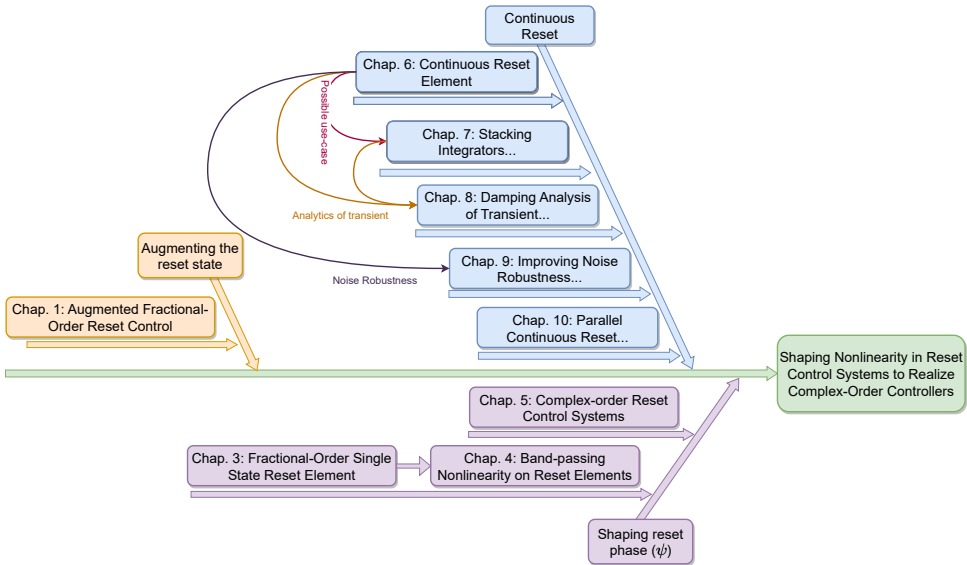 Continuous
Reset
Chap. 6: Continuous Reset
Element
Possible use-case
Chap. 7: Stacking
Integrators...
Chap. 8: Damping Analysis
of Transient...
Analytics of transient
Augmenting the
reset state
Chap. 9: Improving Noise
Robustness...
Noise Robustness
Chap. 1: Augmented Fractional-
Order Reset Control
Chap. 10: Parallel
Continuous Reset...
Shaping Nonlinearity in Reset
Control Systems to Realize
Complex-Order Controllers
Chap. 5: Complex-order Reset
Control Systems
Chap. 3: Fractional-Order Single
State Reset Element
Chap. 4: Band-passing
Nonlinearity on Reset Elements
Shaping reset
phase (ψ)